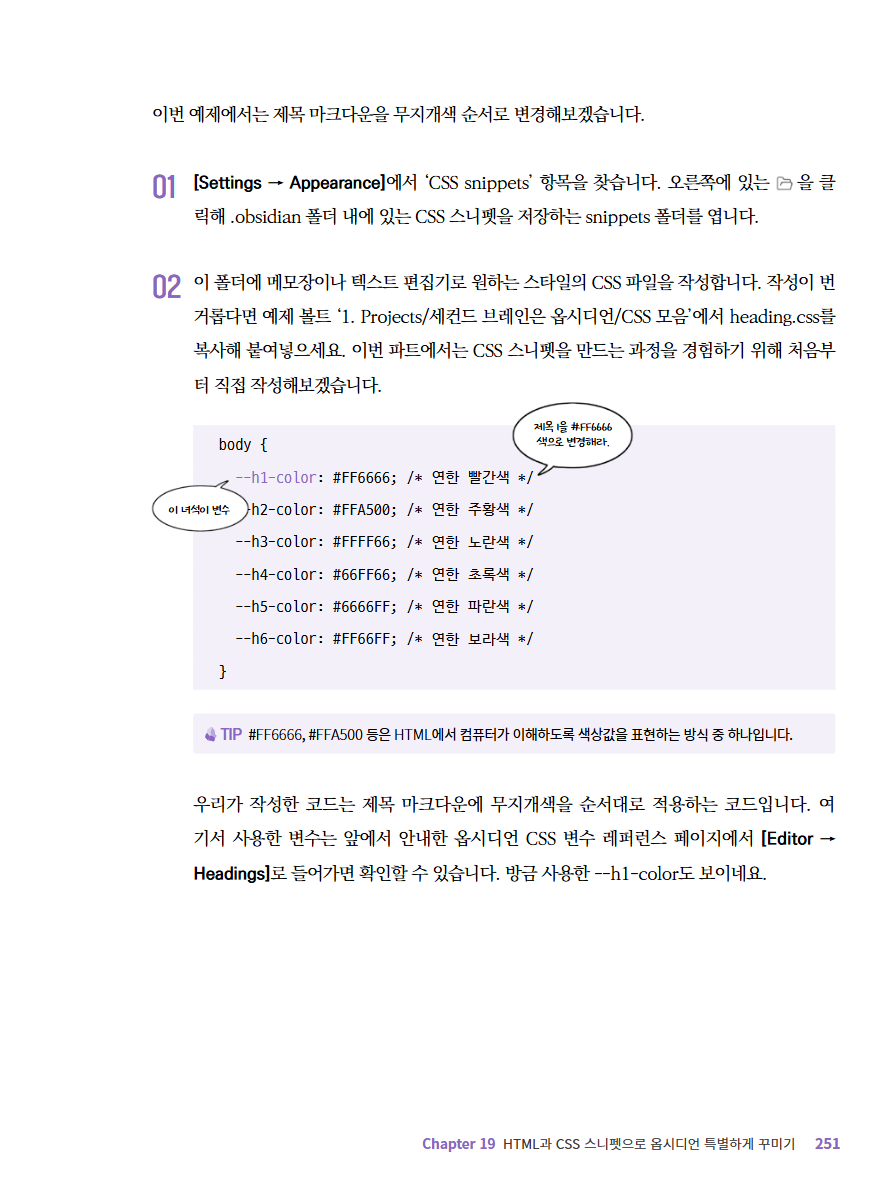 이번 예제에서는 제목 마크다운을 무지개색 순서로 변경해보겠습니다.
01 [Settings → Appearance]에서 ‘CSS snippets’ 항목을 찾습니다. 오른쪽에 있는 을 클
릭해 .obsidian 폴더 내에 있는 CSS 스니펫을 저장하는 snippets 폴더를 엽니다.
02 이 폴더에 메모장이나 텍스트 편집기로 원하는 스타일의 CSS 파일을 작성합니다. 작성이 번
거롭다면 예제 볼트 ‘1. Projects/세컨드 브레인은 옵시디언/CSS 모음’에서 heading.css를
복사해 붙여넣으세요. 이번 파트에서는 CSS 스니펫을 만드는 과정을 경험하기 위해 처음부
터 직접 작성해보겠습니다.
제목 1을 #FF6666
색으로 변경해라.
body {
--h1-color: #FF6666; /* 연한 빨간색 */
이 녀석이 변수
-h2-color: #FFA500; /* 연한 주황색 */
--h3-color: #FFFF66; /* 연한 노란색 */
--h4-color: #66FF66; /* 연한 초록색 */
--h5-color: #6666FF; /* 연한 파란색 */
--h6-color: #FF66FF; /* 연한 보라색 */
}
TIP #FF6666, #FFA500 등은 HTML에서 컴퓨터가 이해하도록 색상값을 표현하는 방식 중 하나입니다.
우리가 작성한 코드는 제목 마크다운에 무지개색을 순서대로 적용하는 코드입니다. 여
기서 사용한 변수는 앞에서 안내한 옵시디언 CSS 변수 레퍼런스 페이지에서 [Editor →
Headings]로 들어가면 확인할 수 있습니다. 방금 사용한 --h1-color도 보이네요.
Chapter 19 HTML과 CSS 스니펫으로 옵시디언 특별하게 꾸미기 251